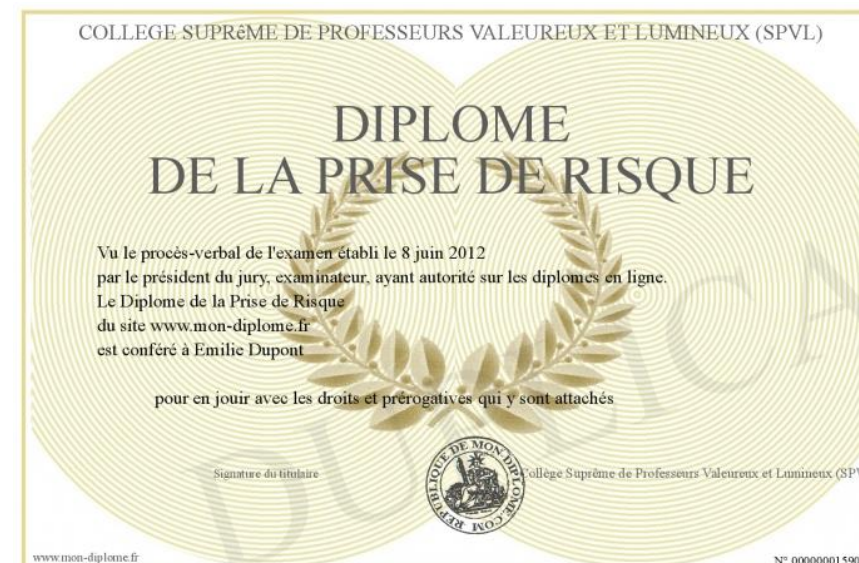 COLLEGE SUPRêME DE PROFESSEURS VALEUREUX ET LUMINEUX (SPVL)
DIPLOME
DE LA PRISE DE RISQUE
Vu le procès-verbal de l'examen établi le 8 juin 2012
par le président du jury, examinateur, ayant autorité sur les diplomes en ligne.
Le Diplome de la Prise de Risque
du site www.mon-diplome.fr
est conféré à Emilie Dupont
pour en jouir avec les droits et prérogatives qui y sont attachés
Signature du titulaire
REPUBLIQUE DE MON-DIPLOME.COM
Collège Suprême de Professeurs Valeureux et Lumineux (SPV
www.mon-diplome.fr
N° 00000001590